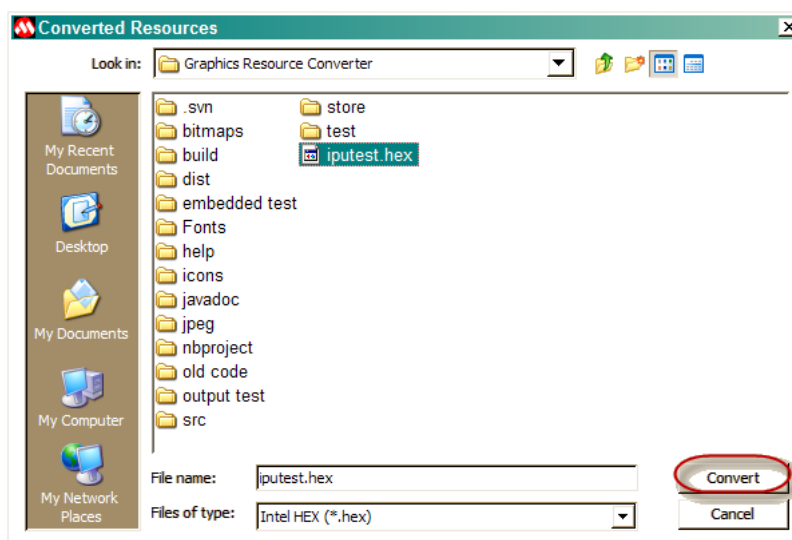 Converted Resources
Look in: Graphics Resource Converter
My Recent
Documents
Desktop
My Documents
My Computer
My Network
Places
.svn
bitmaps
build
dist
embedded test
Fonts
help
icons
javadoc
jpeg
nbproject
old code
output test
src
store
test
iputest.hex
File name: iputest.hex
Convert
Files of type: Intel HEX (*.hex)
Cancel